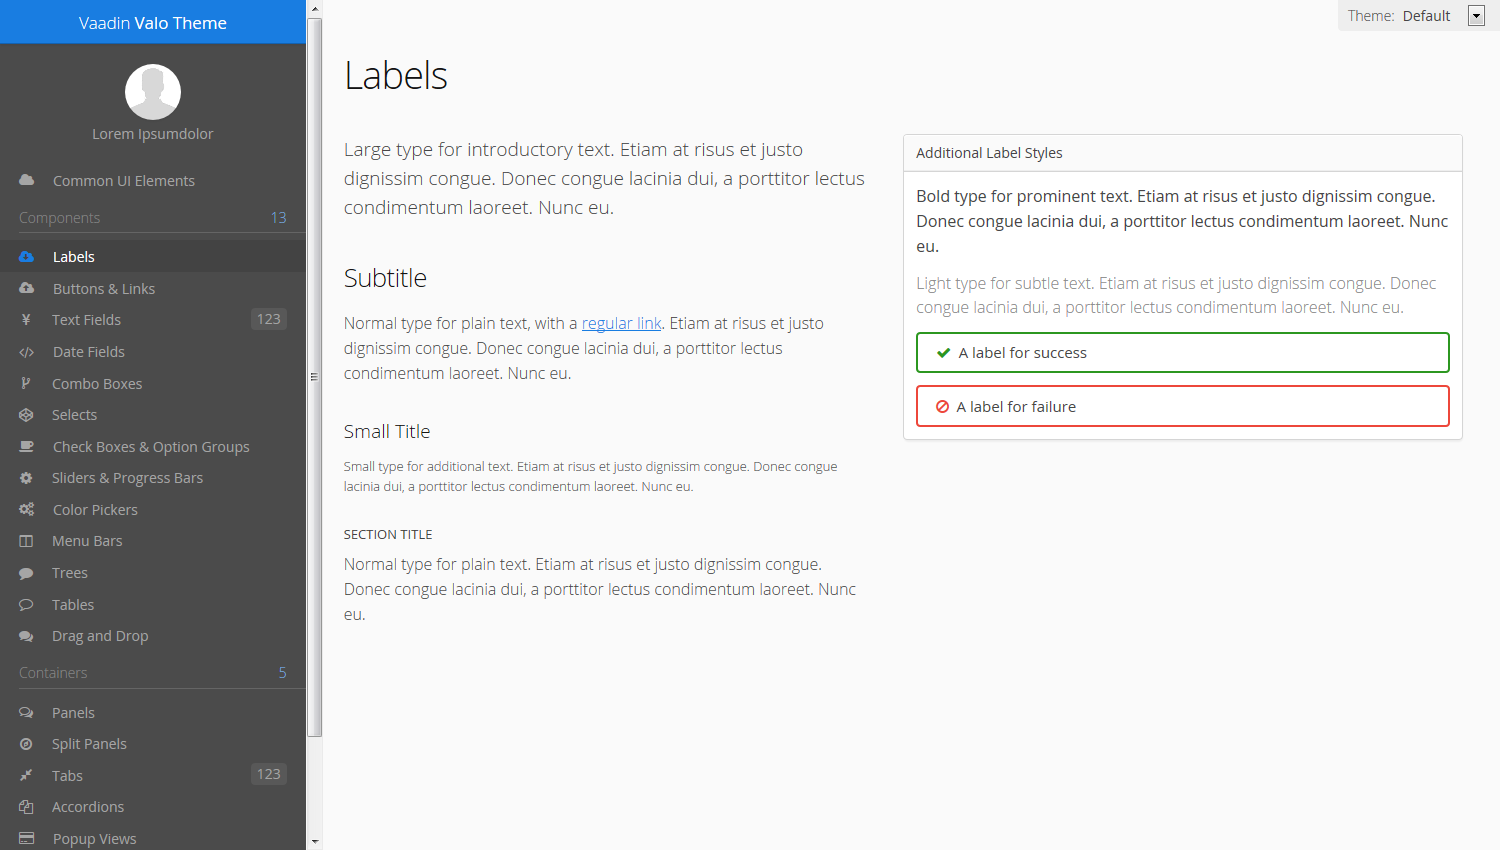 Vaadin Valo Theme
Lorem Ipsumdolor
Common UI Elements
Components 13
Labels
Buttons & Links
Text Fields 123
Date Fields
Combo Boxes
Selects
Check Boxes & Option Groups
Sliders & Progress Bars
Color Pickers
Menu Bars
Trees
Tables
Drag and Drop
Containers 5
Panels
Split Panels
Tabs 123
Accordions
Popup Views
Theme: Default
Labels
Large type for introductory text. Etiam at risus et justo
dignissim congue. Donec congue lacinia dui, a porttitor lectus
condimentum laoreet. Nunc eu.
Subtitle
Normal type for plain text, with a regular link. Etiam at risus et justo
dignissim congue. Donec congue lacinia dui, a porttitor lectus
condimentum laoreet. Nunc eu.
Small Title
Small type for additional text. Etiam at risus et justo dignissim congue. Donec congue
lacinia dui, a porttitor lectus condimentum laoreet. Nunc eu.
SECTION TITLE
Normal type for plain text. Etiam at risus et justo dignissim congue.
Donec congue lacinia dui, a porttitor lectus condimentum laoreet. Nunc
eu.
Additional Label Styles
Bold type for prominent text. Etiam at risus et justo dignissim congue.
Donec congue lacinia dui, a porttitor lectus condimentum laoreet. Nunc
eu.
Light type for subtle text. Etiam at risus et justo dignissim congue. Donec
congue lacinia dui, a porttitor lectus condimentum laoreet. Nunc eu.
A label for success
A label for failure